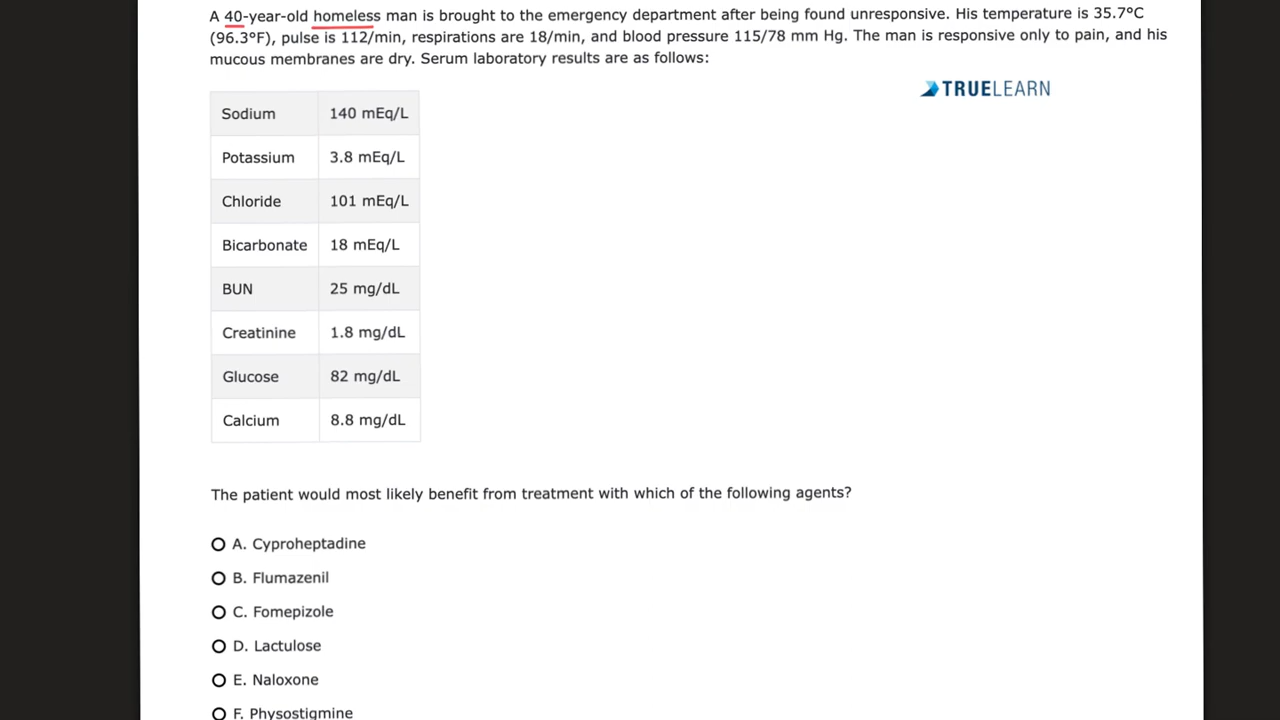 A 40-year-old homeless man is brought to the emergency department after being found unresponsive. His temperature is 35.7°C
(96.3°F), pulse is 112/min, respirations are 18/min, and blood pressure 115/78 mm Hg. The man is responsive only to pain, and his
mucous membranes are dry. Serum laboratory results are as follows:
TRUELEARN
Sodium 140 mEq/L
Potassium 3.8 mEq/L
Chloride 101 mEq/L
Bicarbonate 18 mEq/L
BUN 25 mg/dL
Creatinine 1.8 mg/dL
Glucose 82 mg/dL
Calcium 8.8 mg/dL
The patient would most likely benefit from treatment with which of the following agents?
A. Cyproheptadine
B. Flumazenil
C. Fomepizole
D. Lactulose
E. Naloxone
F. Physostigmine